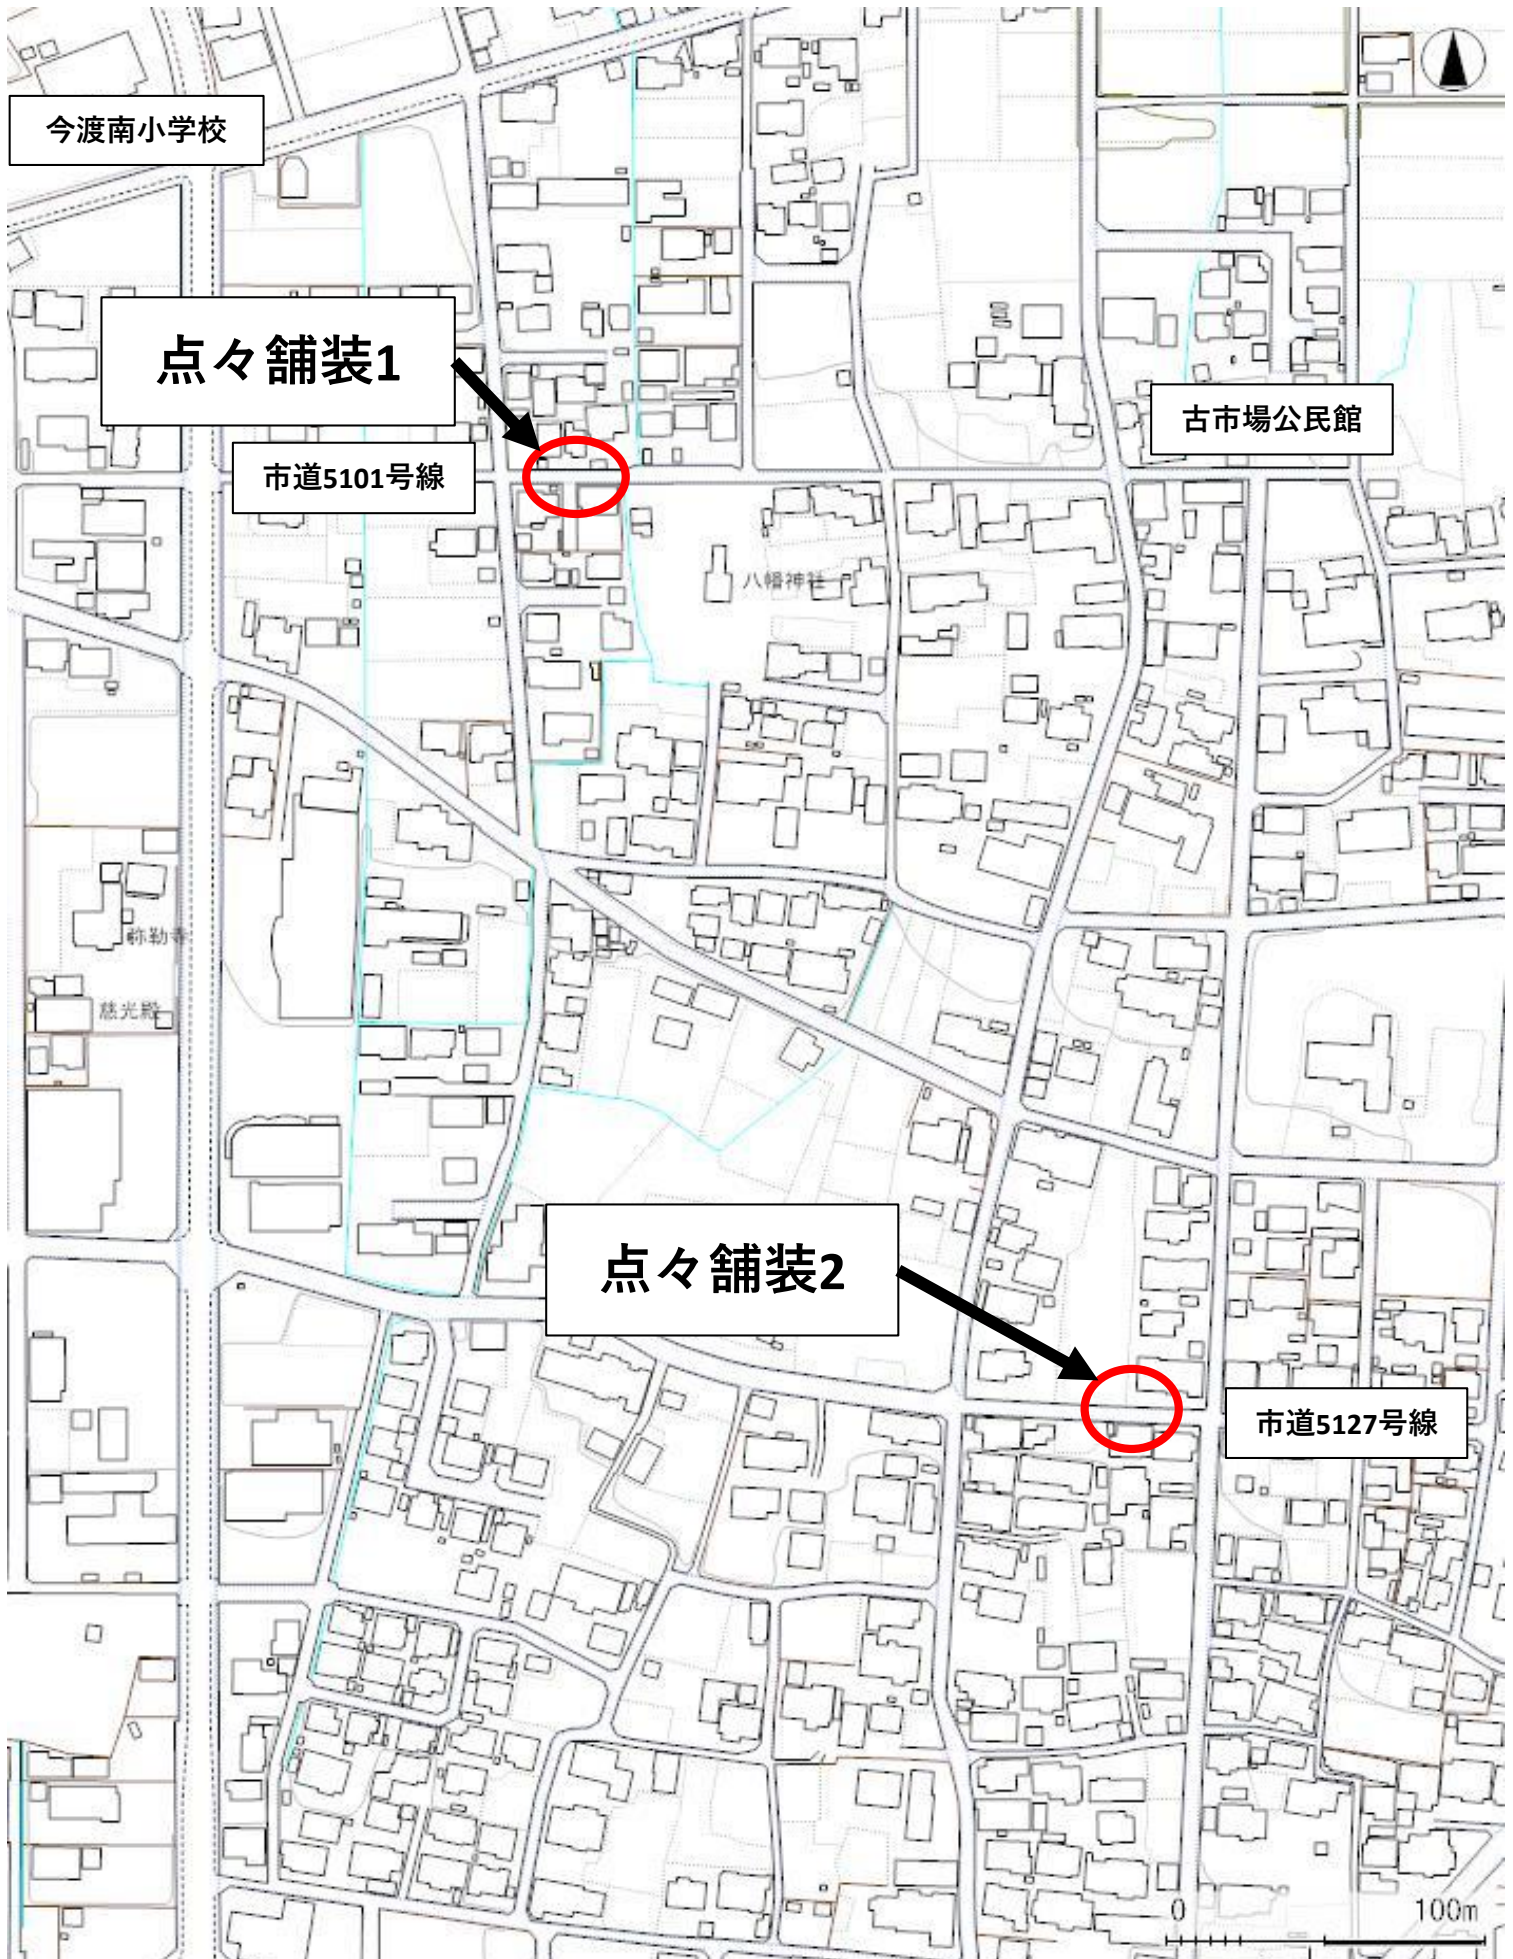 今渡南小学校
点々舗装1
古市場公民館
市道5101号線
八幡神社
弥勒寺
慈光殿
点々舗装2
市道5127号線
0 100m